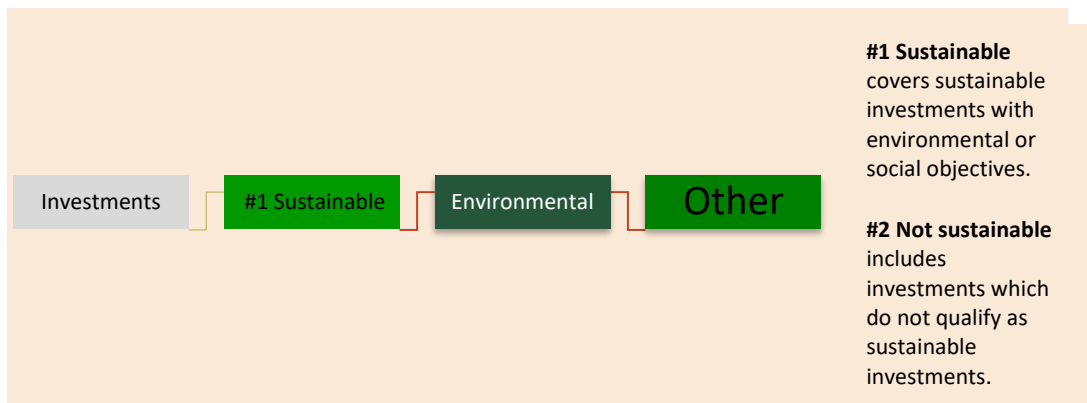 Investments
#1 Sustainable
Environmental
Other
#1 Sustainable
covers sustainable
investments with
environmental or
social objectives.
#2 Not sustainable
includes
investments which
do not qualify as
sustainable
investments.